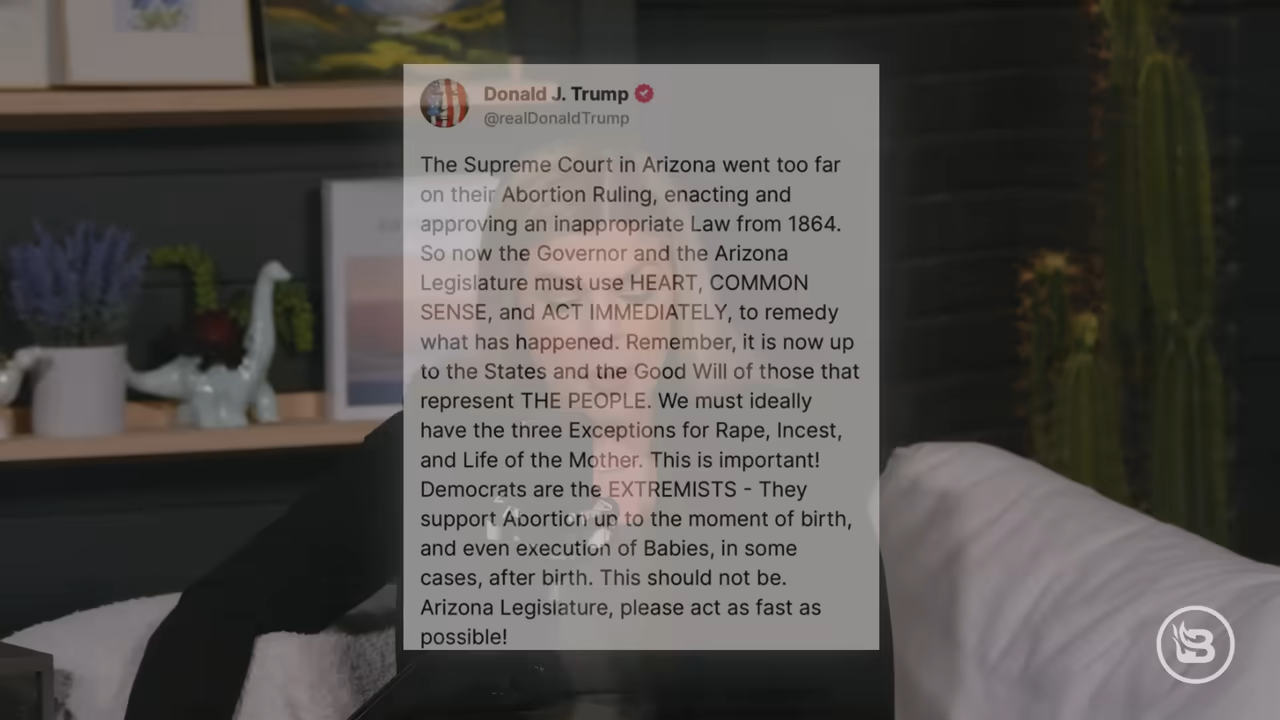 Donald J. Trump
@realDonaldTrump
The Supreme Court in Arizona went too far
on their Abortion Ruling, enacting and
approving an inappropriate Law from 1864.
So now the Governor and the Arizona
Legislature must use HEART, COMMON
SENSE, and ACT IMMEDIATELY, to remedy
what has happened. Remember, it is now up
to the States and the Good Will of those that
represent THE PEOPLE. We must ideally
have the three Exceptions for Rape, Incest,
and Life of the Mother. This is important!
Democrats are the EXTREMISTS - They
support Abortion up to the moment of birth,
and even execution of Babies, in some
cases, after birth. This should not be.
Arizona Legislature, please act as fast as
possible!
B